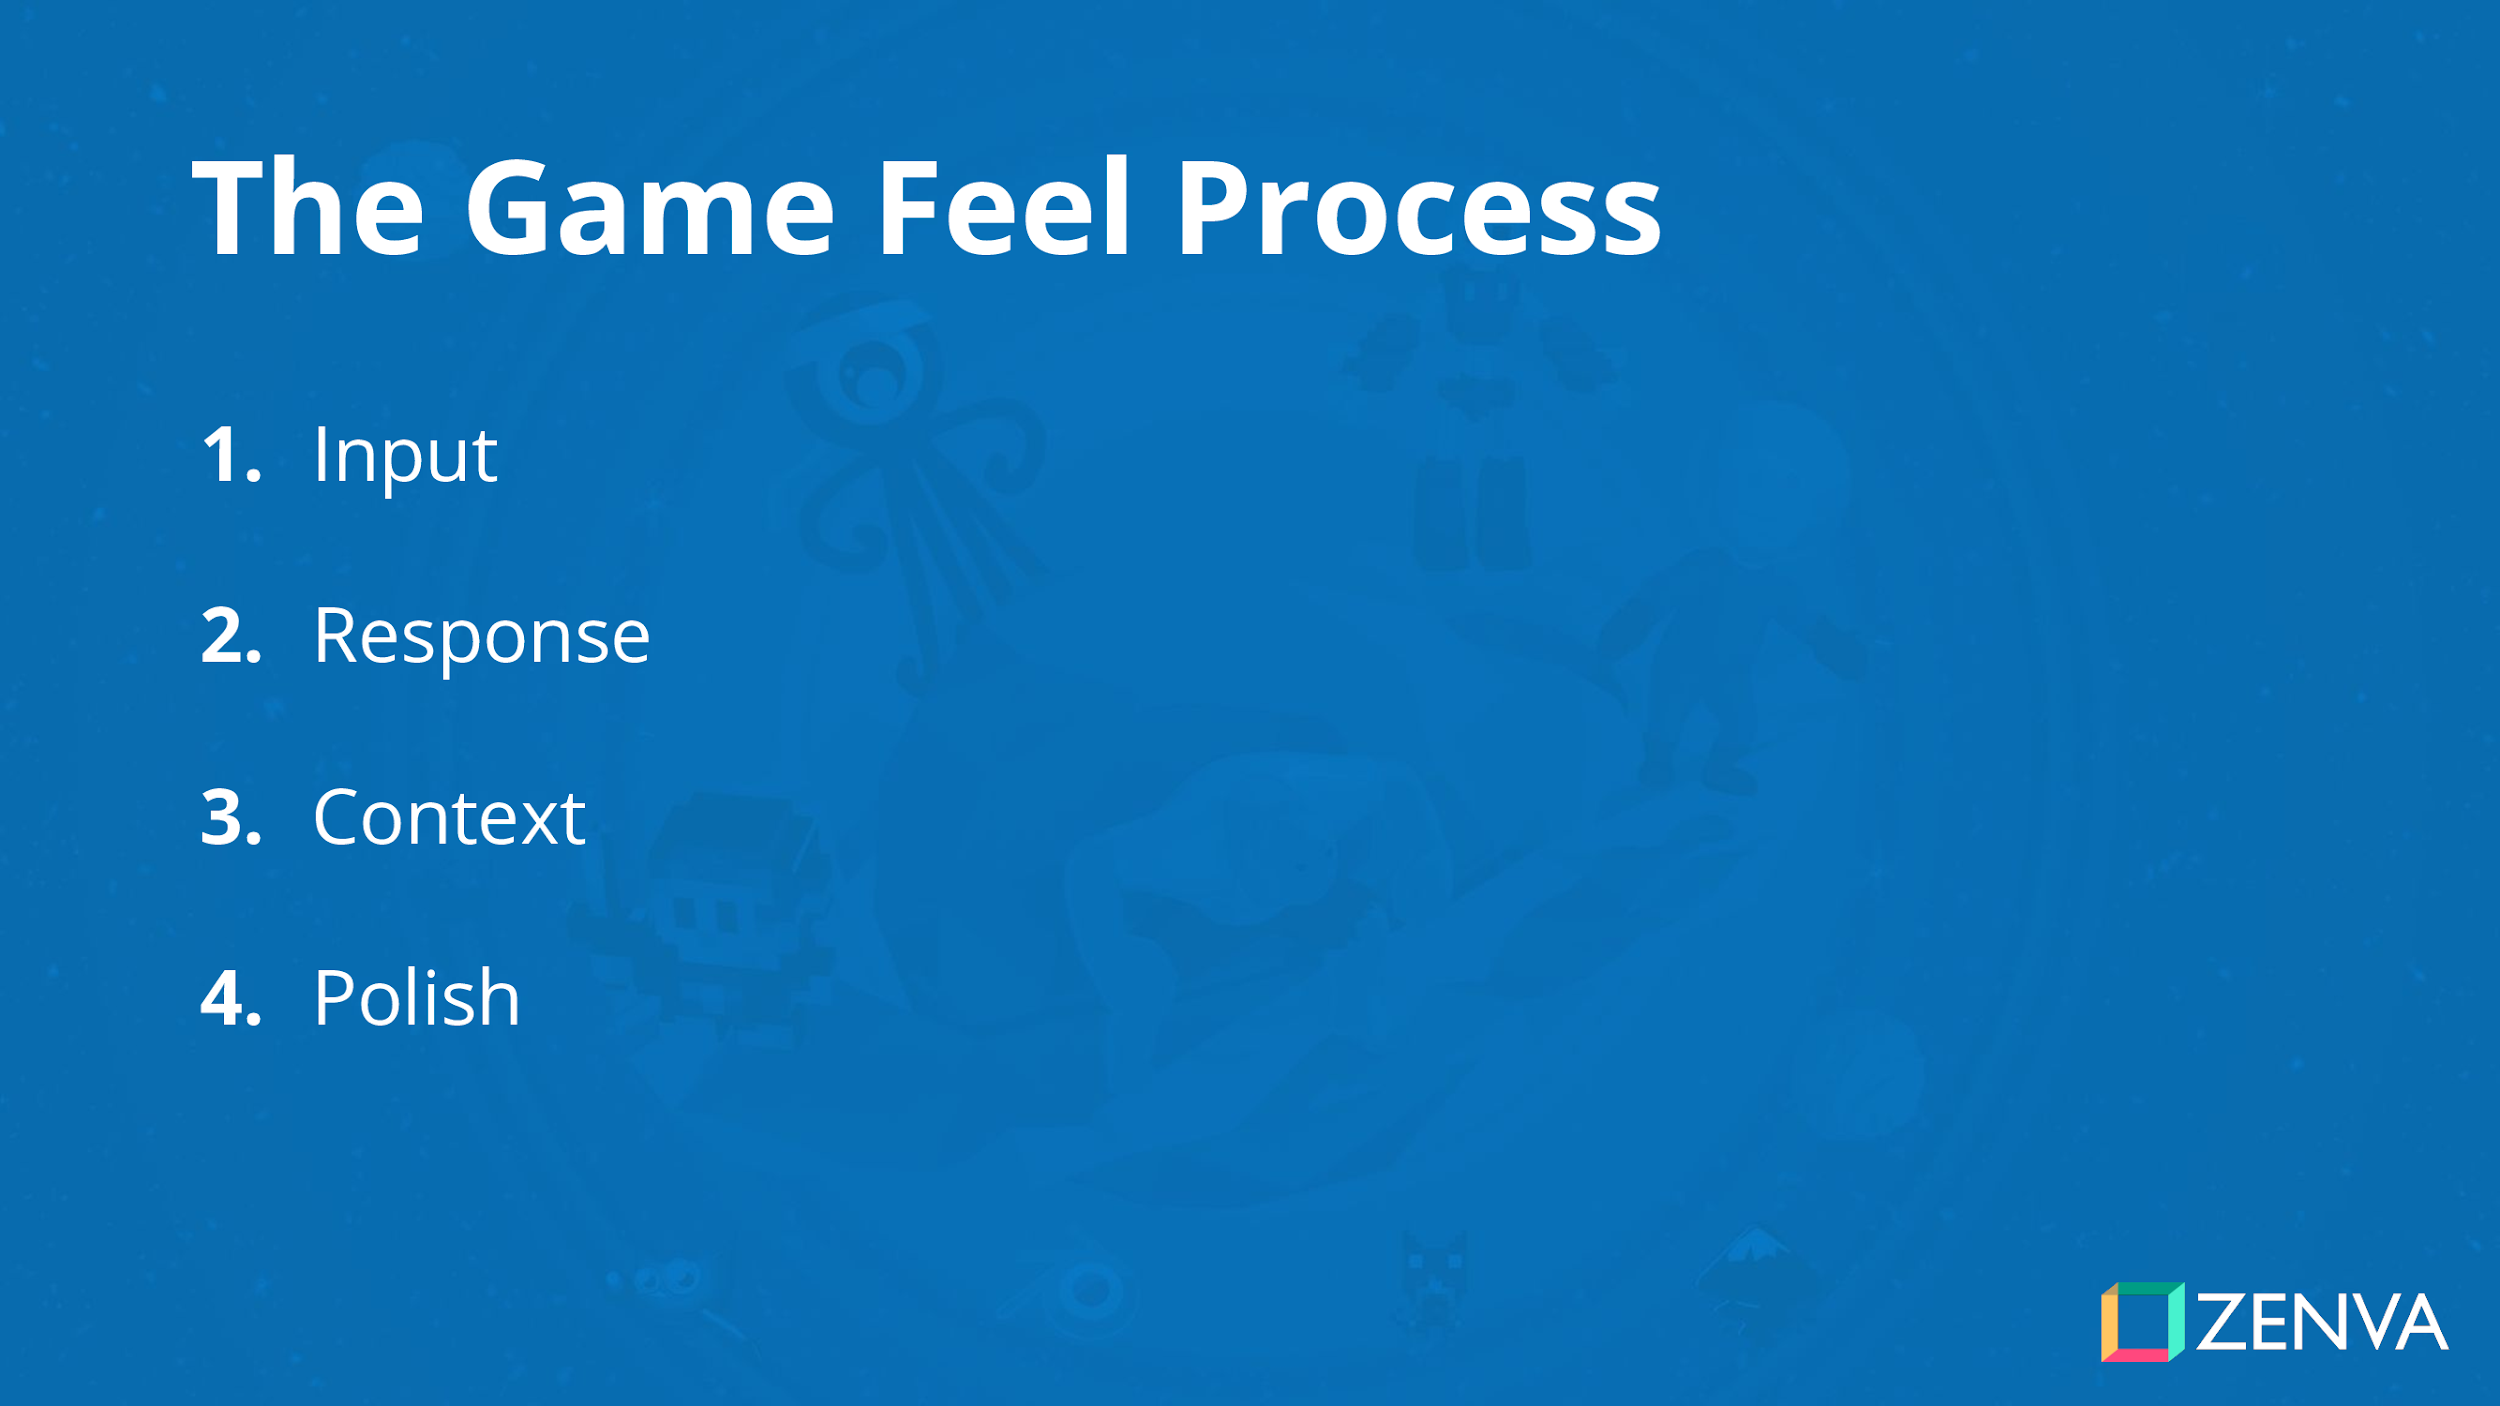 The Game Feel Process
1. Input
2. Response
3. Context
4. Polish
ZENVA